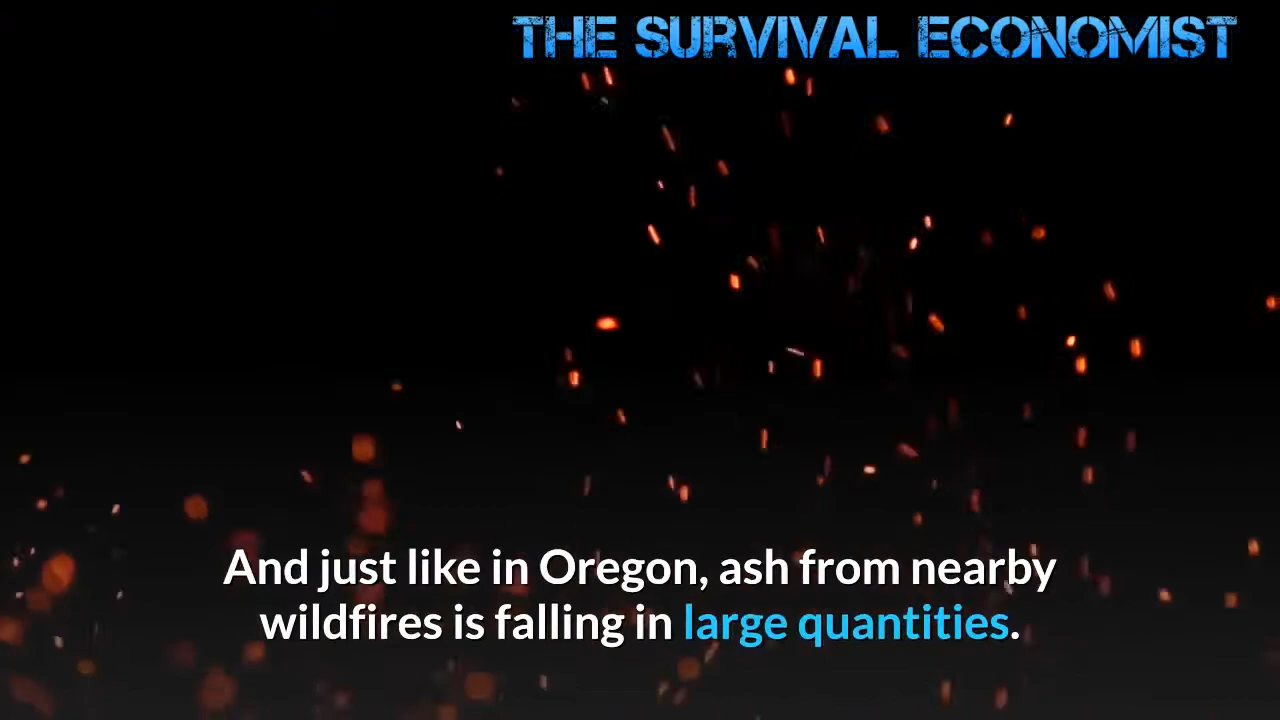 THE SURVIVAL ECONOMIST
And just like in Oregon, ash from nearby
wildfires is falling in large quantities.